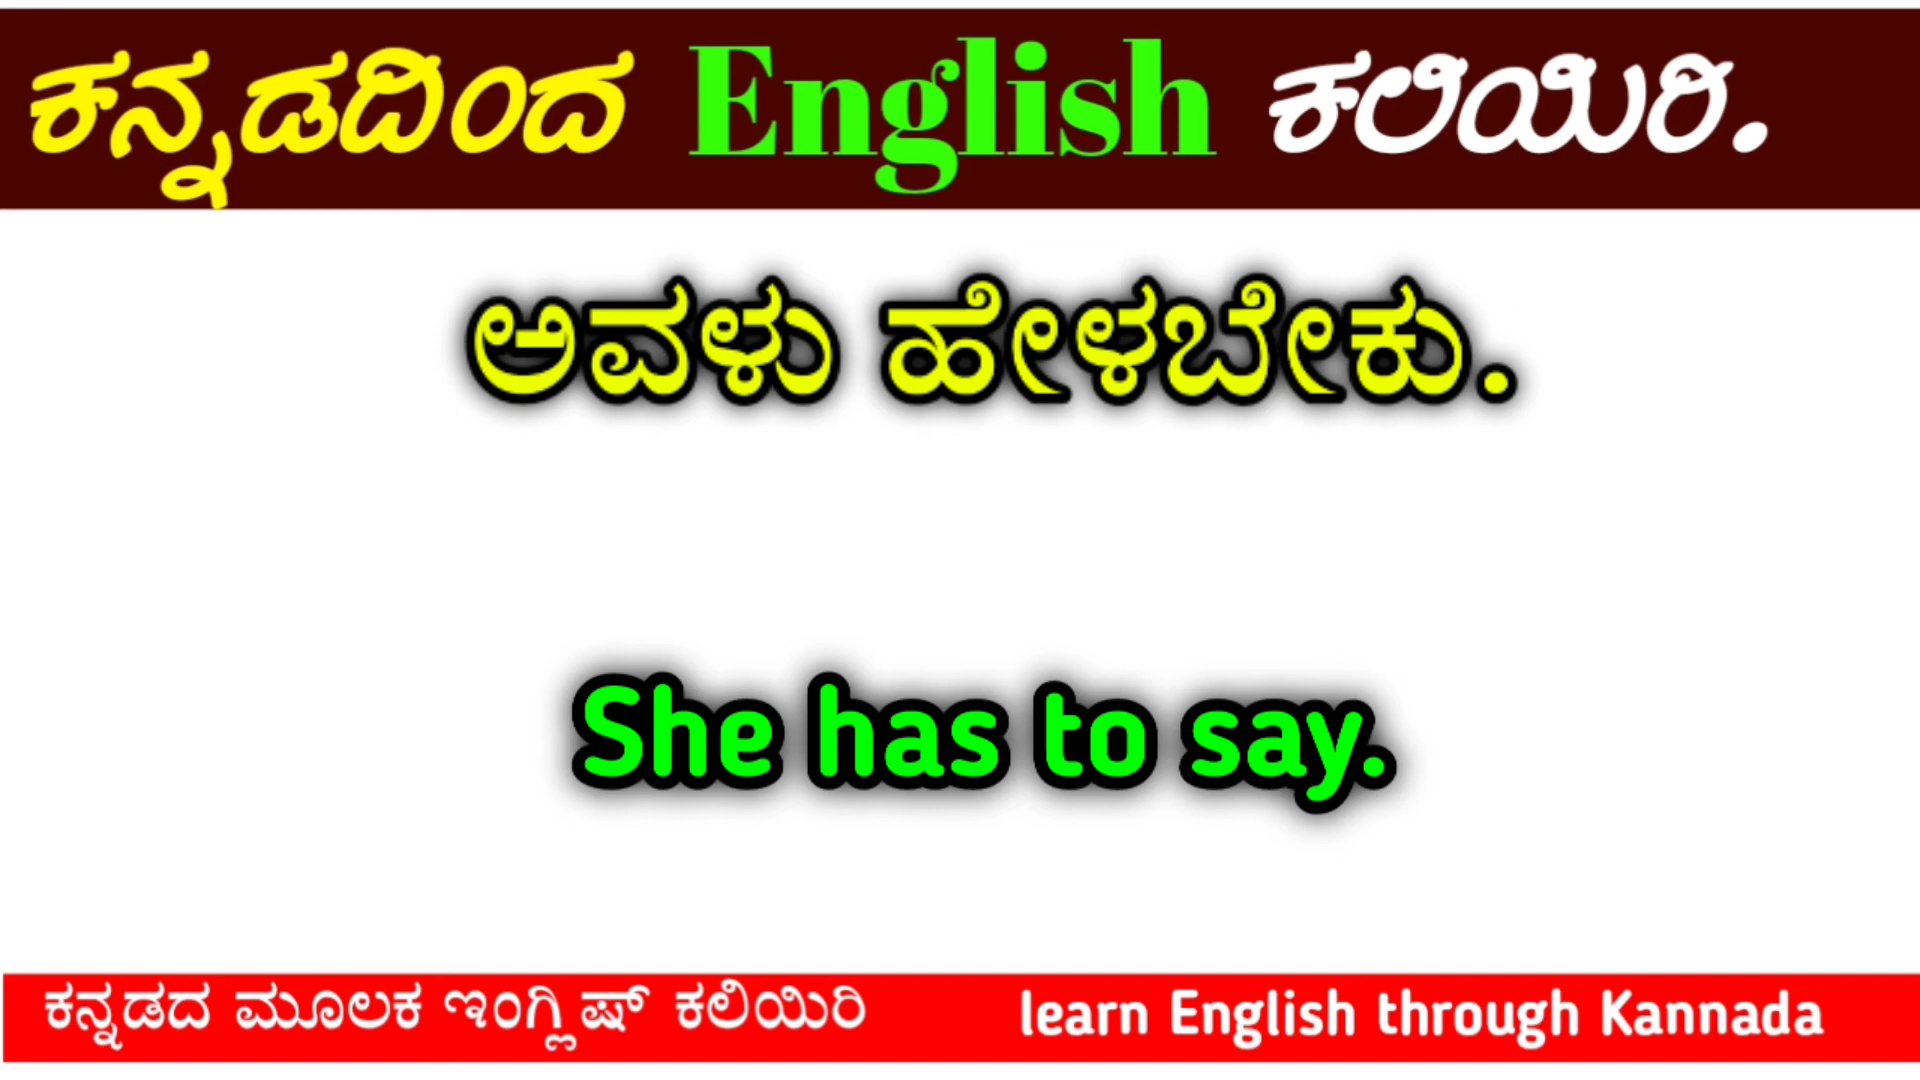 ಕನ್ನಡದಿಂದ English ಕಲಿಯಿರಿ.
ಅವಳು ಹೇಳಬೇಕು.
She has to say.
ಕನ್ನಡದ ಮೂಲಕ ಇಂಗ್ಲಿಷ್ ಕಲಿಯಿರಿ learn English through Kannada